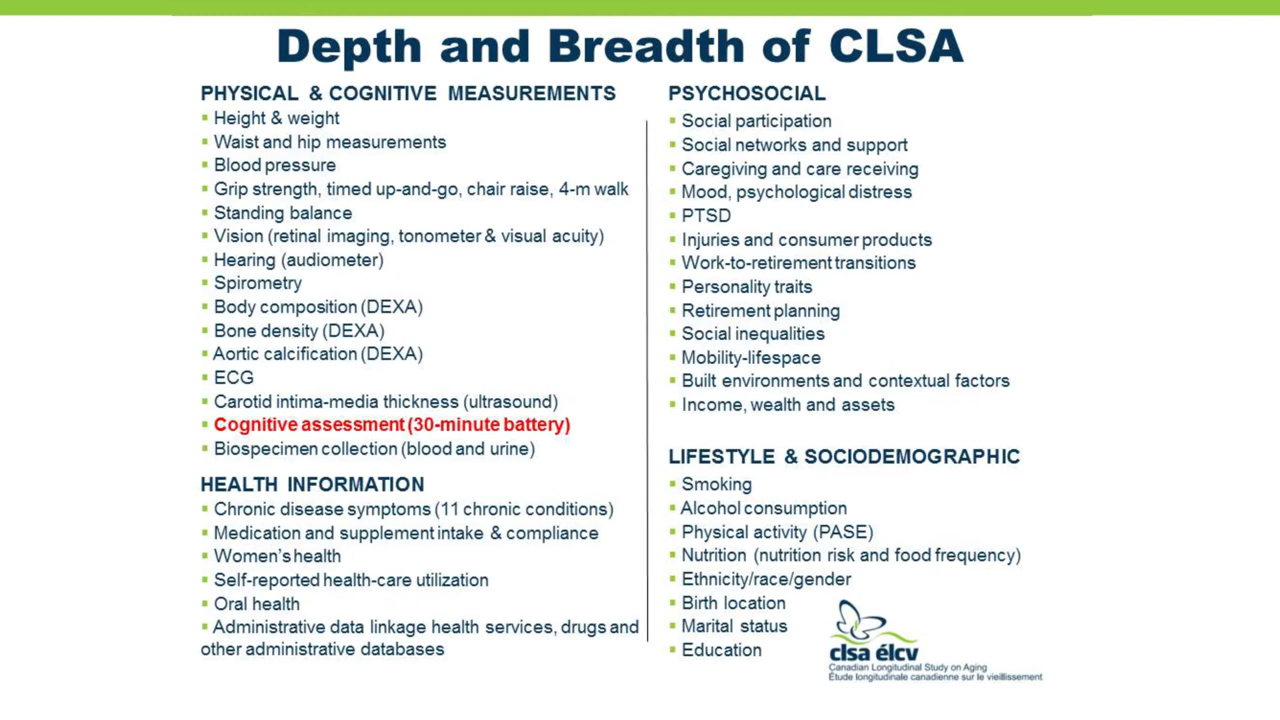 Depth and Breadth of CLSA
PHYSICAL & COGNITIVE MEASUREMENTS
Height & weight
Waist and hip measurements
Blood pressure
Grip strength, timed up-and-go, chair raise, 4-m walk
Standing balance
Vision (retinal imaging, tonometer & visual acuity)
Hearing (audiometer)
Spirometry
Body composition (DEXA)
Bone density (DEXA)
Aortic calcification (DEXA)
ECG
Carotid intima-media thickness (ultrasound)
Cognitive assessment (30-minute battery)
Biospecimen collection (blood and urine)
HEALTH INFORMATION
Chronic disease symptoms (11 chronic conditions)
Medication and supplement intake & compliance
Women's health
Self-reported health-care utilization
Oral health
Administrative data linkage health services, drugs and
other administrative databases
PSYCHOSOCIAL
Social participation
Social networks and support
Caregiving and care receiving
Mood, psychological distress
PTSD
Injuries and consumer products
Work-to-retirement transitions
Personality traits
Retirement planning
Social inequalities
Mobility-lifespace
Built environments and contextual factors
Income, wealth and assets
LIFESTYLE & SOCIODEMOGRAPHIC
Smoking
Alcohol consumption
Physical activity (PASE)
Nutrition (nutrition risk and food frequency)
Ethnicity/race/gender
Birth location
Marital status
Education
clsa élcv
Canadian Longitudinal Study on Aging
Étude longitudinale canadienne sur le vieillissement